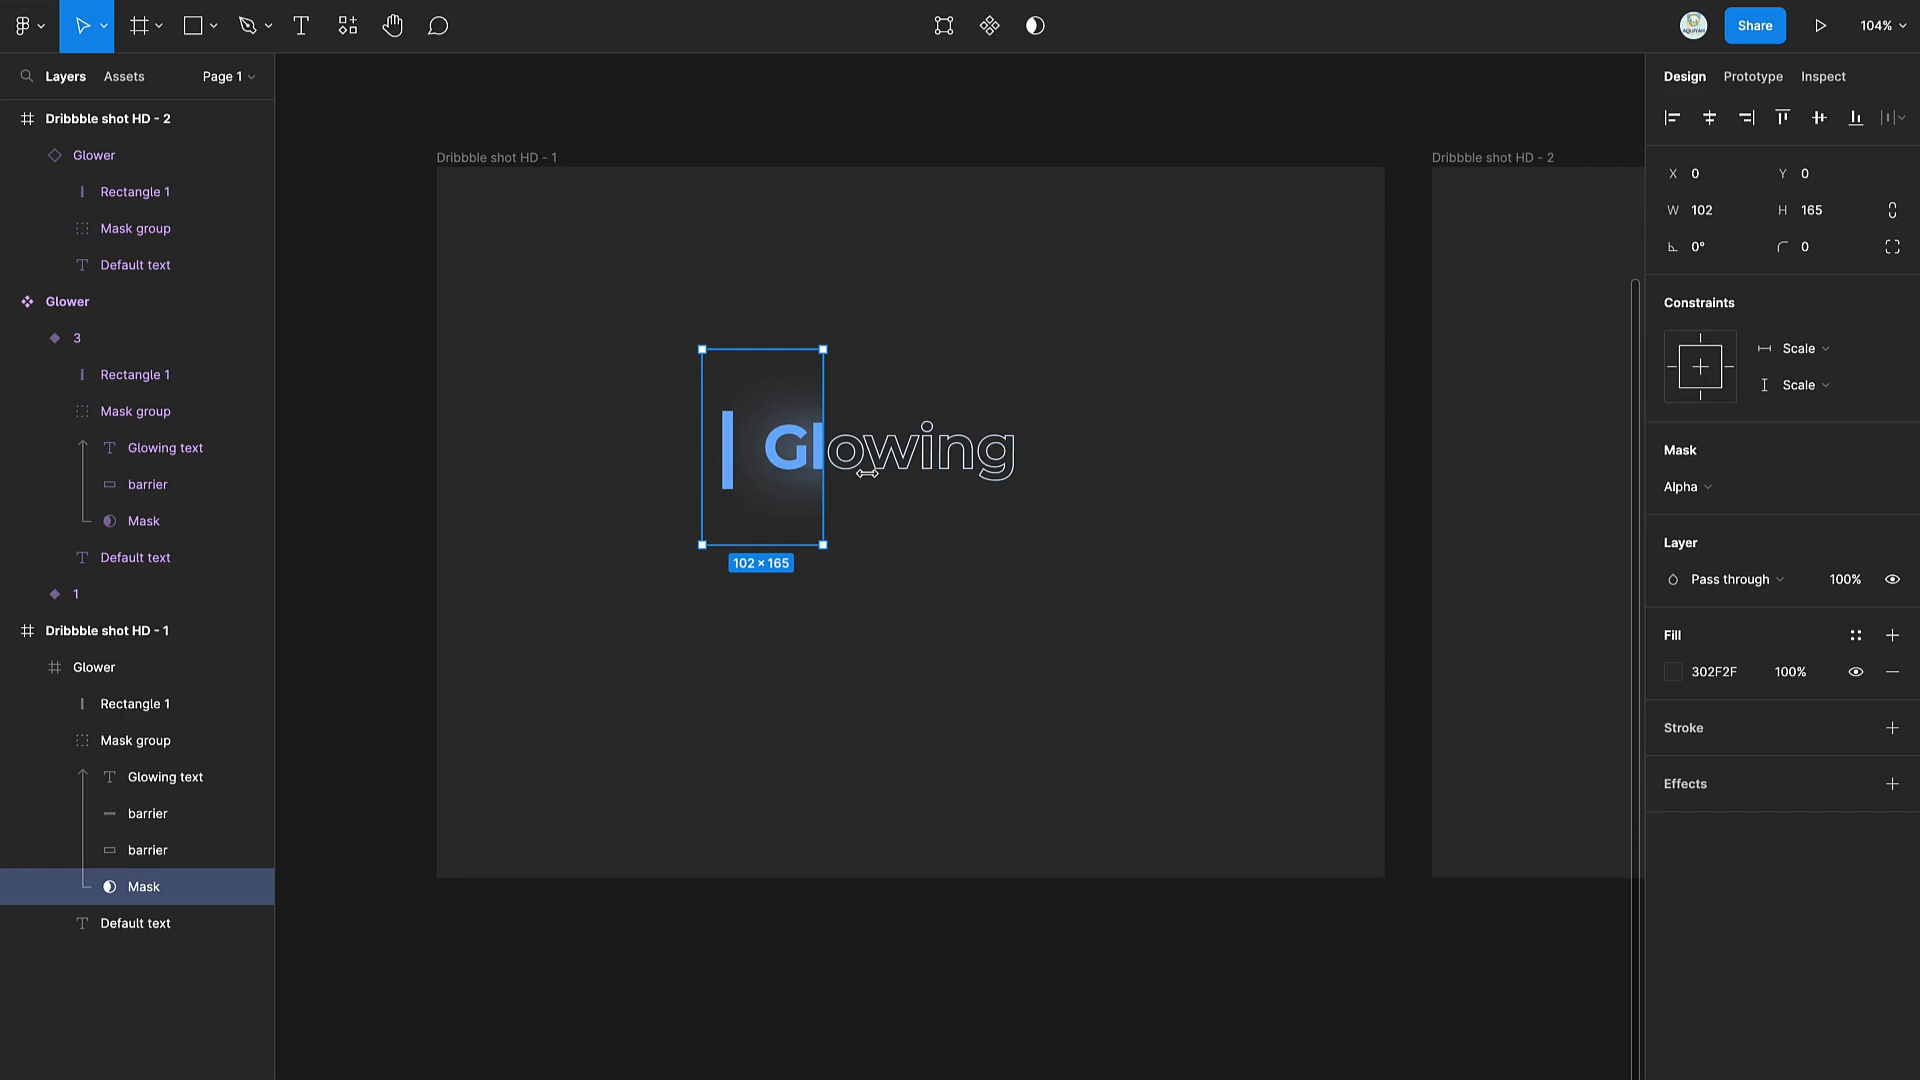 Share
104%
Layers
Assets
Page 1
Dribbble shot HD - 2
Glower
Rectangle 1
Mask group
Default text
Glower
3
Rectangle 1
Mask group
Glowing text
barrier
Mask
Default text
1
Dribbble shot HD - 1
Glower
Rectangle 1
Mask group
Glowing text
barrier
barrier
Mask
Default text
Dribbble shot HD - 1
Dribbble shot HD - 2
Glowing
102 × 165
Design
Prototype
Inspect
X 0
Y 0
W 102
H 165
0°
0
Constraints
Scale
Scale
Mask
Alpha
Layer
Pass through
100%
Fill
302F2F
100%
Stroke
Effects